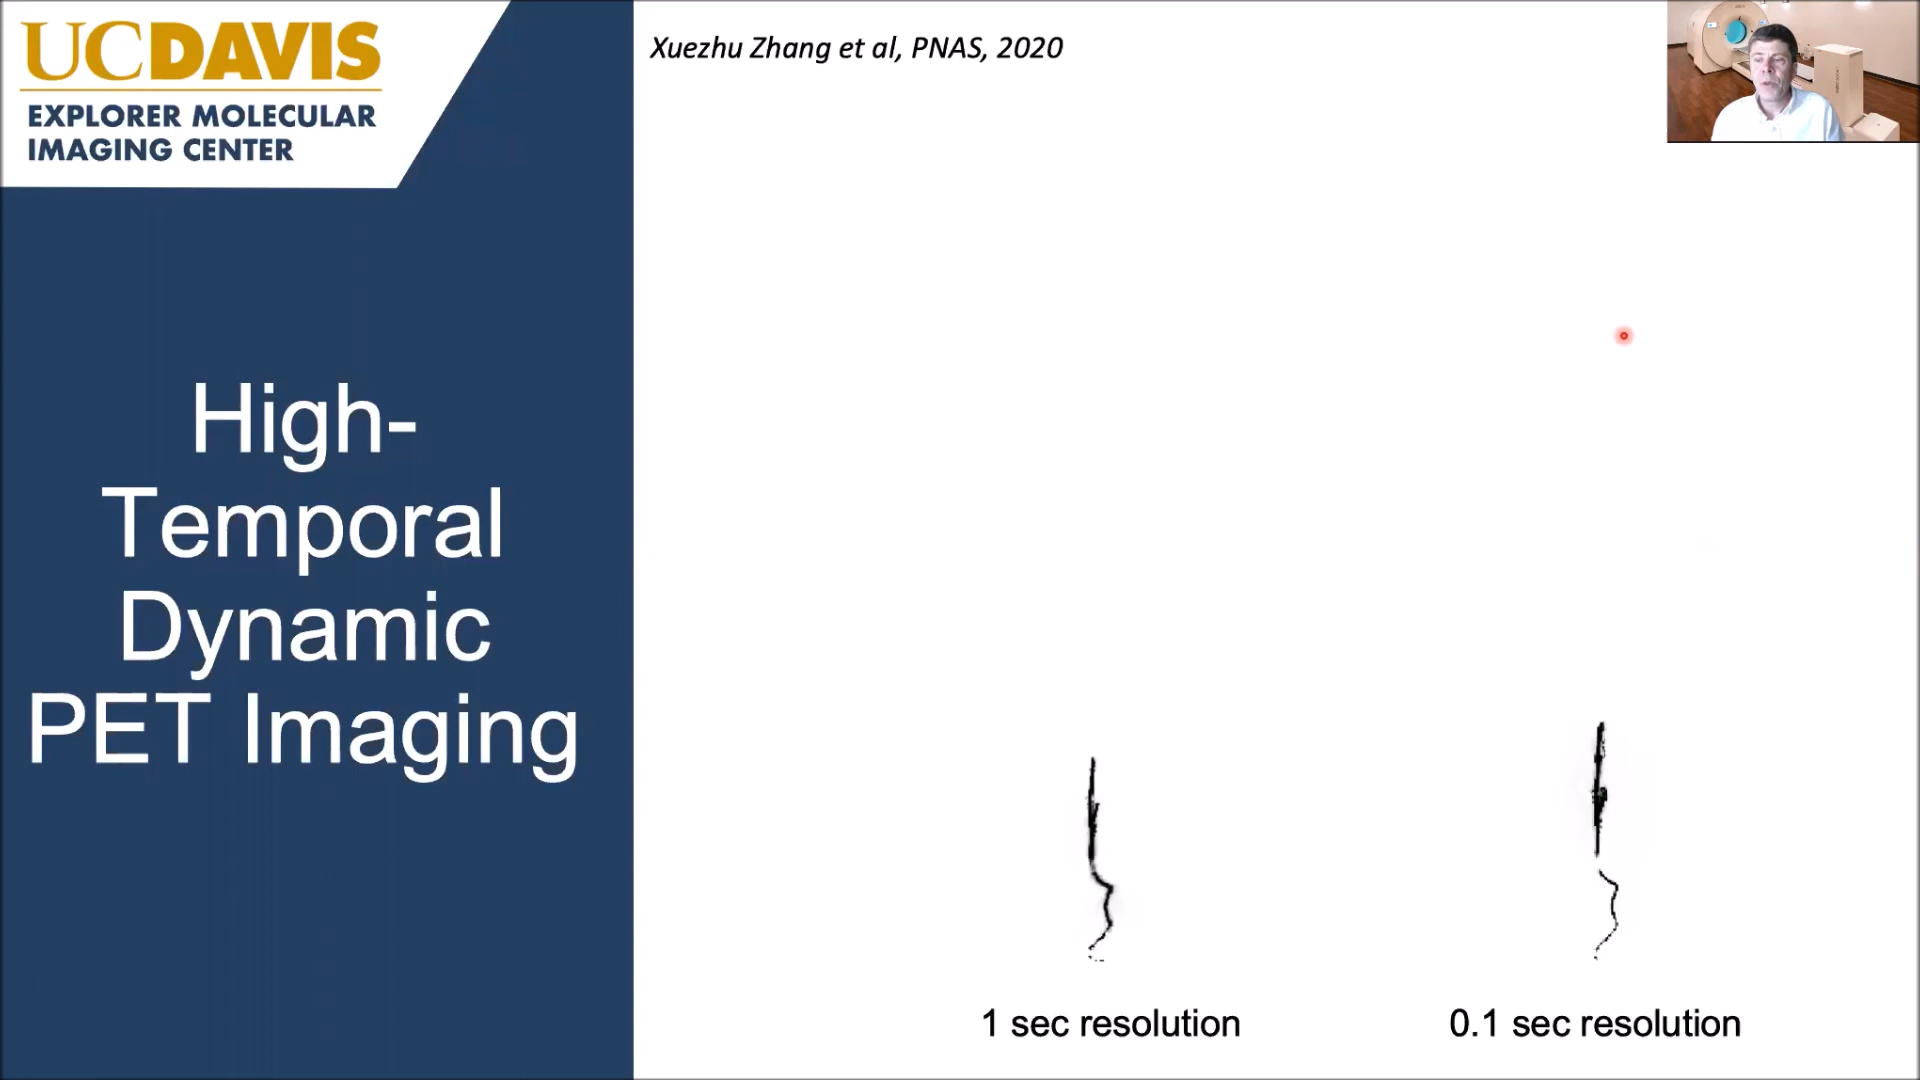 UCDAVIS
EXPLORER MOLECULAR
IMAGING CENTER
Xuezhu Zhang et al, PNAS, 2020
High-
Temporal
Dynamic
PET Imaging
1 sec resolution
0.1 sec resolution